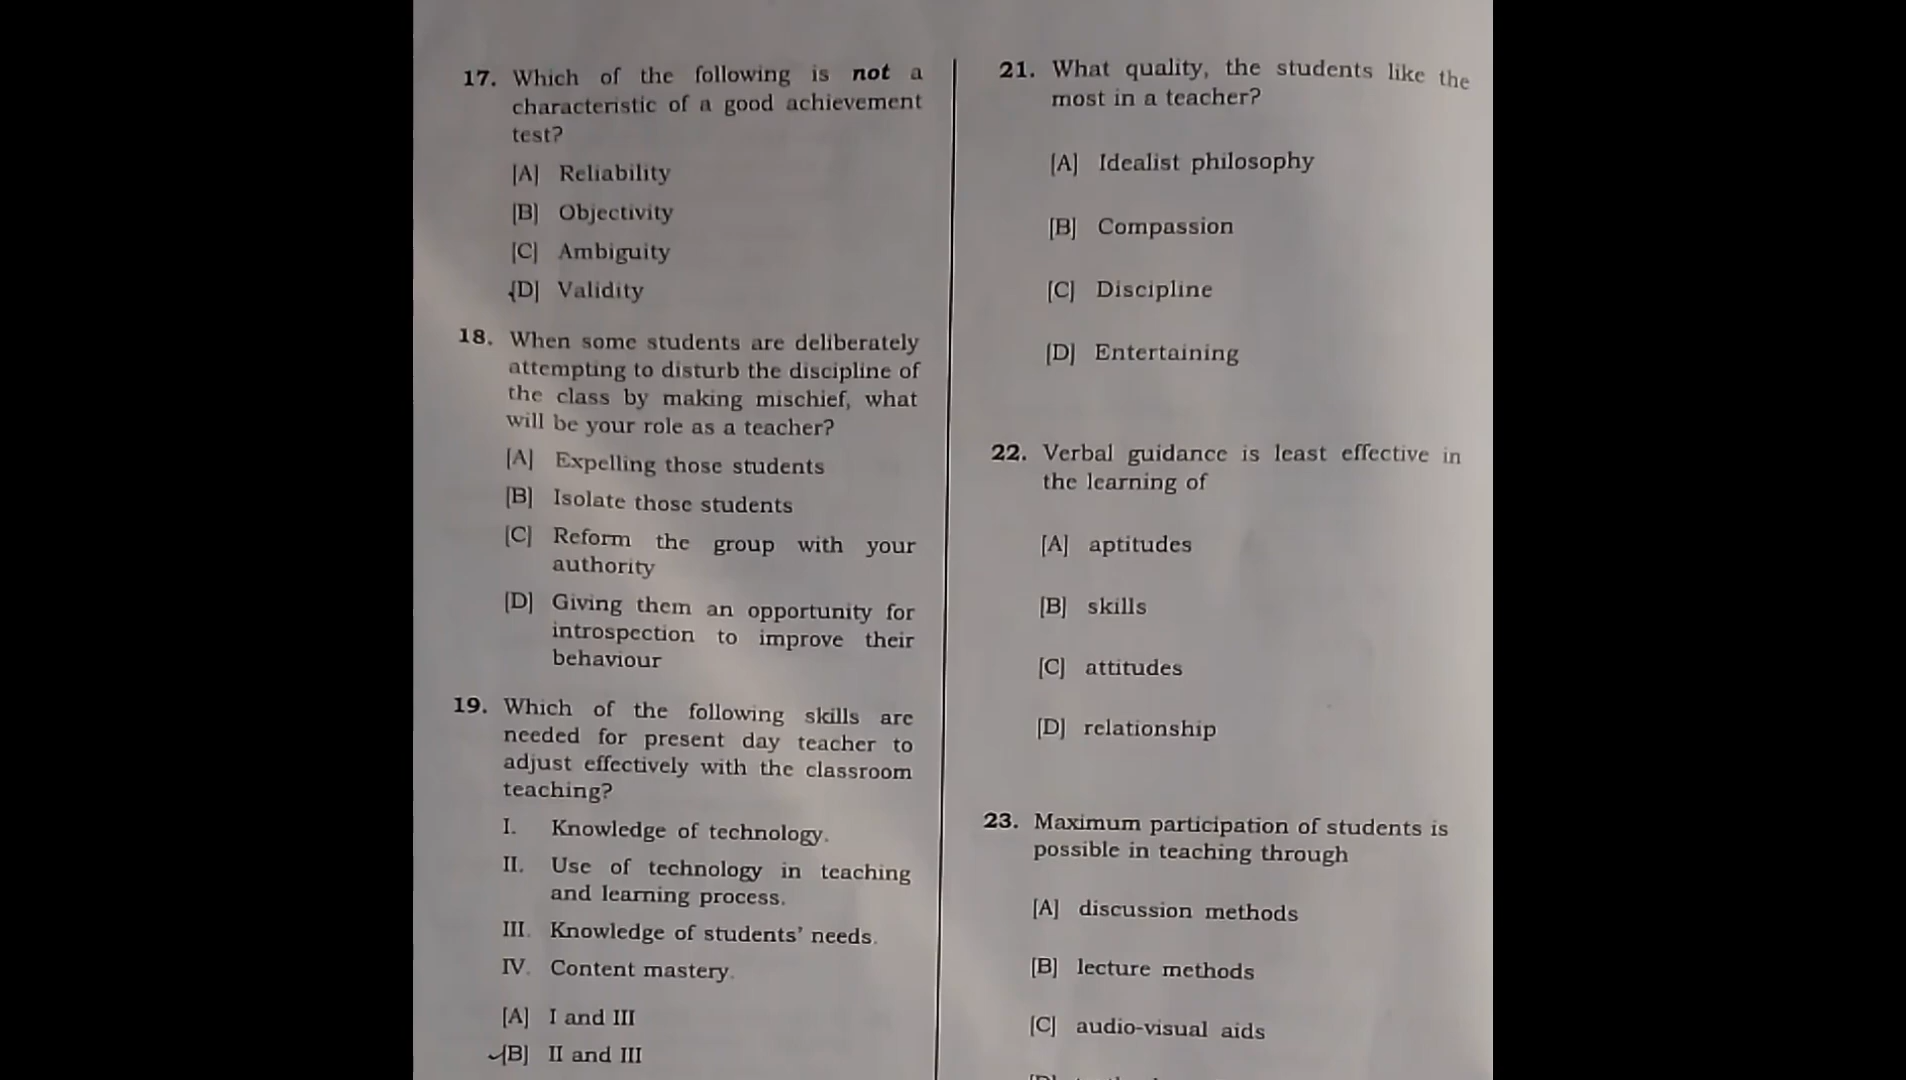 17. Which of the following is not a
characteristic of a good achievement
test?
[A] Reliability
[B] Objectivity
[C] Ambiguity
[D] Validity
18. When some students are deliberately
attempting to disturb the discipline of
the class by making mischief, what
will be your role as a teacher?
[A] Expelling those students
[B] Isolate those students
[C] Reform the group with your
authority
[D] Giving them an opportunity for
introspection to improve their
behaviour
19. Which of the following skills are
needed for present day teacher to
adjust effectively with the classroom
teaching?
I. Knowledge of technology.
II. Use of technology in teaching
and learning process.
III. Knowledge of students' needs.
IV. Content mastery.
[A] I and III
[B] II and III
21. What quality, the students like the
most in a teacher?
[A] Idealist philosophy
[B] Compassion
[C] Discipline
[D] Entertaining
22. Verbal guidance is least effective in
the learning of
[A] aptitudes
[B] skills
[C] attitudes
[D] relationship
23. Maximum participation of students is
possible in teaching through
[A] discussion methods
[B] lecture methods
[C] audio-visual aids